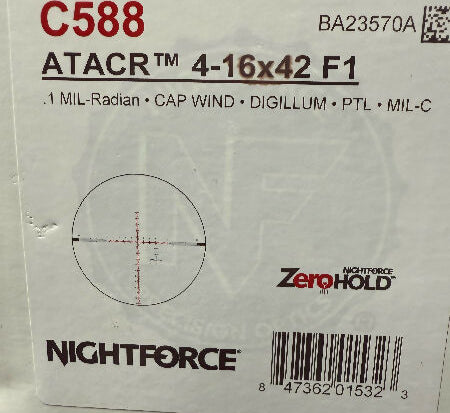 C588
BA23570A
ATACR™ 4-16x42 F1
.1 MIL-Radian • CAP WIND • DIGILLUM • PTL • MIL-C
NIGHTFORCE
ZeroHOLD™
NIGHTFORCE®
8 47362 01532 3